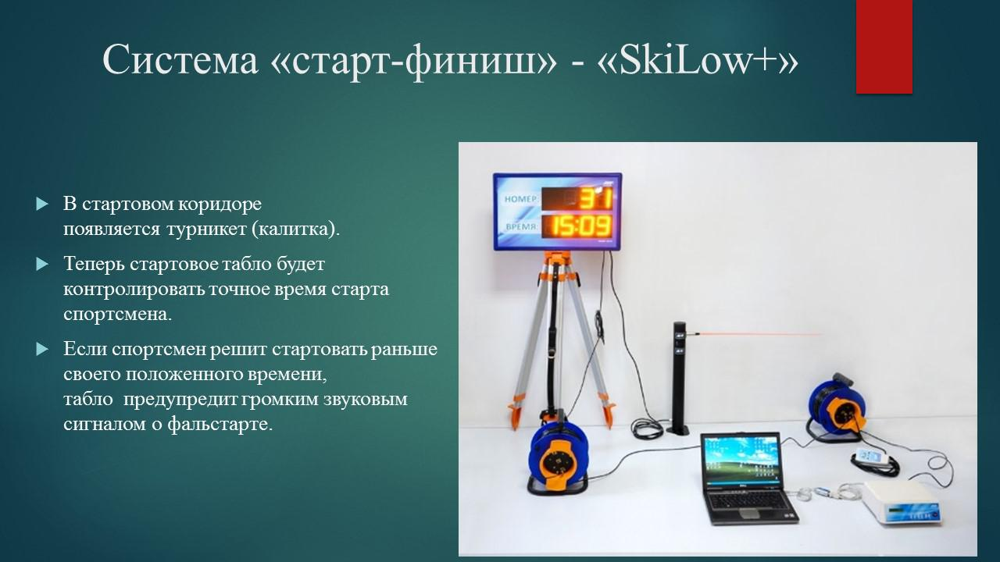 Система «старт-финиш» - «SkiLow+»
В стартовом коридоре
появляется турникет (калитка).
Теперь стартовое табло будет
контролировать точное время старта
спортсмена.
Если спортсмен решит стартовать раньше
своего положенного времени,
табло  предупредит громким звуковым
сигналом о фальстарте.
НОМЕР: 31
ВРЕМЯ: 15:09
DELL